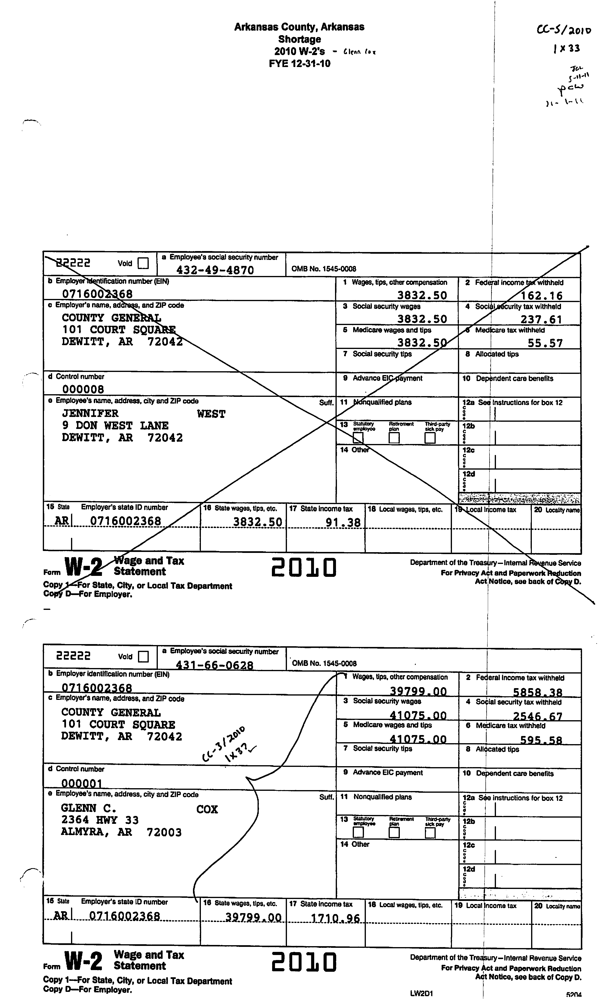 Arkansas County, Arkansas
Shortage
2010 W-2's - Glenn Cox
FYE 12-31-10
CC-5/2010
1 X 33
JCL
5-11-11
PCW
22222 Void a Employee's social security number
432-49-4870 OMB No. 1545-0008
b Employer identification number (EIN) 1 Wages, tips, other compensation 2 Federal income tax withheld
0716002368 3832.50 162.16
c Employer's name, address, and ZIP code 3 Social security wages 4 Social security tax withheld
COUNTY GENERAL 3832.50 237.61
101 COURT SQUARE 5 Medicare wages and tips 6 Medicare tax withheld
DEWITT, AR 72042 3832.50 55.57
7 Social security tips 8 Allocated tips
d Control number 9 Advance EIC payment 10 Dependent care benefits
000008
e Employee's name, address, city and ZIP code Suff. 11 Nonqualified plans 12a See instructions for box 12
JENNIFER WEST Code
9 DON WEST LANE 13 Statutory employee Retirement plan Third-party sick pay 12b
DEWITT, AR 72042 Code
14 Other 12c
Code
12d
Code
15 State Employer's state ID number 16 State wages, tips, etc. 17 State income tax 18 Local wages, tips, etc. 19 Local income tax 20 Locality name
AR 0716002368 3832.50 91.38
Form W-2 Wage and Tax Statement 2010 Department of the Treasury—Internal Revenue Service
For Privacy Act and Paperwork Reduction
Act Notice, see back of Copy D.
Copy 1—For State, City, or Local Tax Department
Copy D—For Employer.
22222 Void a Employee's social security number
431-66-0628 OMB No. 1545-0008
b Employer identification number (EIN) 1 Wages, tips, other compensation 2 Federal income tax withheld
0716002368 39799.00 5858.38
c Employer's name, address, and ZIP code 3 Social security wages 4 Social security tax withheld
COUNTY GENERAL 41075.00 2546.67
101 COURT SQUARE 5 Medicare wages and tips 6 Medicare tax withheld
DEWITT, AR 72042 41075.00 595.58
CC-3/2010
7 Social security tips 8 Allocated tips
d Control number 9 Advance EIC payment 10 Dependent care benefits
000001
e Employee's name, address, city and ZIP code Suff. 11 Nonqualified plans 12a See instructions for box 12
GLENN C. COX Code
2364 HWY 33 13 Statutory employee Retirement plan Third-party sick pay 12b
ALMYRA, AR 72003 Code
14 Other 12c
Code
12d
Code
15 State Employer's state ID number 16 State wages, tips, etc. 17 State income tax 18 Local wages, tips, etc. 19 Local income tax 20 Locality name
AR 0716002368 39799.00 1710.96
Form W-2 Wage and Tax Statement 2010 Department of the Treasury—Internal Revenue Service
For Privacy Act and Paperwork Reduction
Act Notice, see back of Copy D.
Copy 1—For State, City, or Local Tax Department
Copy D—For Employer.
LW2D1 5204